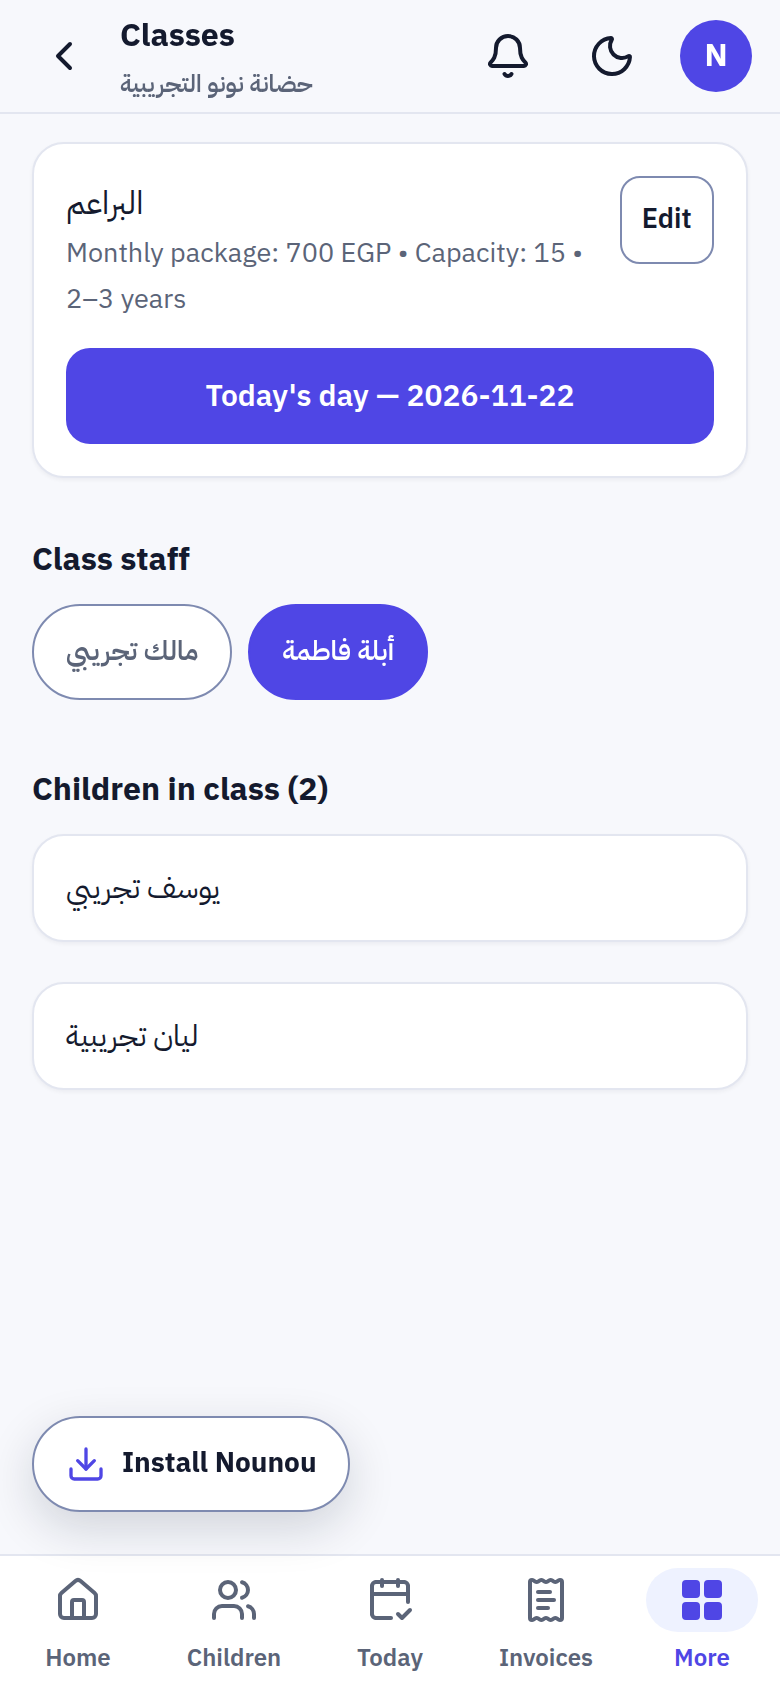 Classes
حضانة نونو التجريبية
N
البراعم
Edit
Monthly package: 700 EGP • Capacity: 15 •
2–3 years
Today's day — 2026-11-22
Class staff
مالك تجريبي
أبلة فاطمة
Children in class (2)
يوسف تجريبي
ليان تجريبية
Install Nounou
Home
Children
Today
Invoices
More